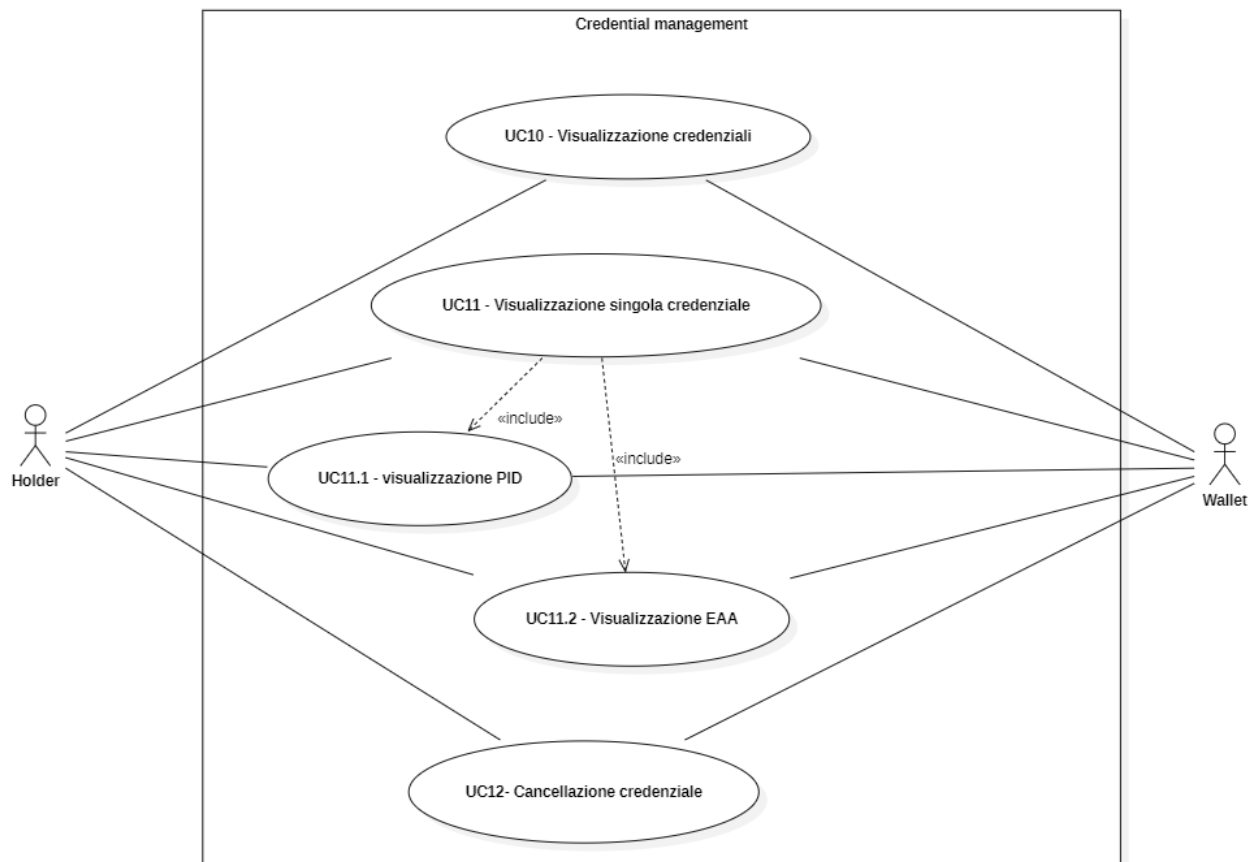 Credential management
UC10 - Visualizzazione credenziali
UC11 - Visualizzazione singola credenziale
«include»
«include»
UC11.1 - visualizzazione PID
Holder
Wallet
UC11.2 - Visualizzazione EAA
UC12- Cancellazione credenziale